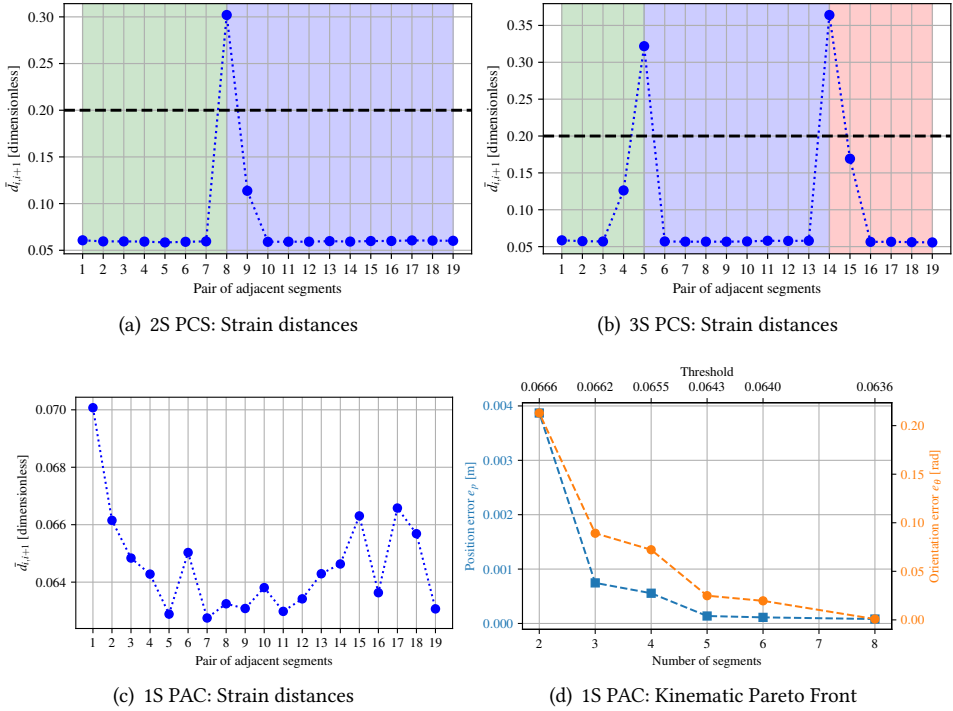 0.30
0.25
0.20
0.15
0.10
0.05
d̄i,i+1 [dimensionless]
1 2 3 4 5 6 7 8 9 10 11 12 13 14 15 16 17 18 19
Pair of adjacent segments
(a) 2S PCS: Strain distances
0.35
0.30
0.25
0.20
0.15
0.10
0.05
d̄i,i+1 [dimensionless]
1 2 3 4 5 6 7 8 9 10 11 12 13 14 15 16 17 18 19
Pair of adjacent segments
(b) 3S PCS: Strain distances
0.070
0.068
0.066
0.064
d̄i,i+1 [dimensionless]
1 2 3 4 5 6 7 8 9 10 11 12 13 14 15 16 17 18 19
Pair of adjacent segments
(c) 1S PAC: Strain distances
Threshold
0.0666 0.0662 0.0655 0.0643 0.0640 0.0636
0.004
0.003
0.002
0.001
0.000
Position error ep [m]
0.20
0.15
0.10
0.05
0.00
Orientation error eθ [rad]
2 3 4 5 6 7 8
Number of segments
(d) 1S PAC: Kinematic Pareto Front